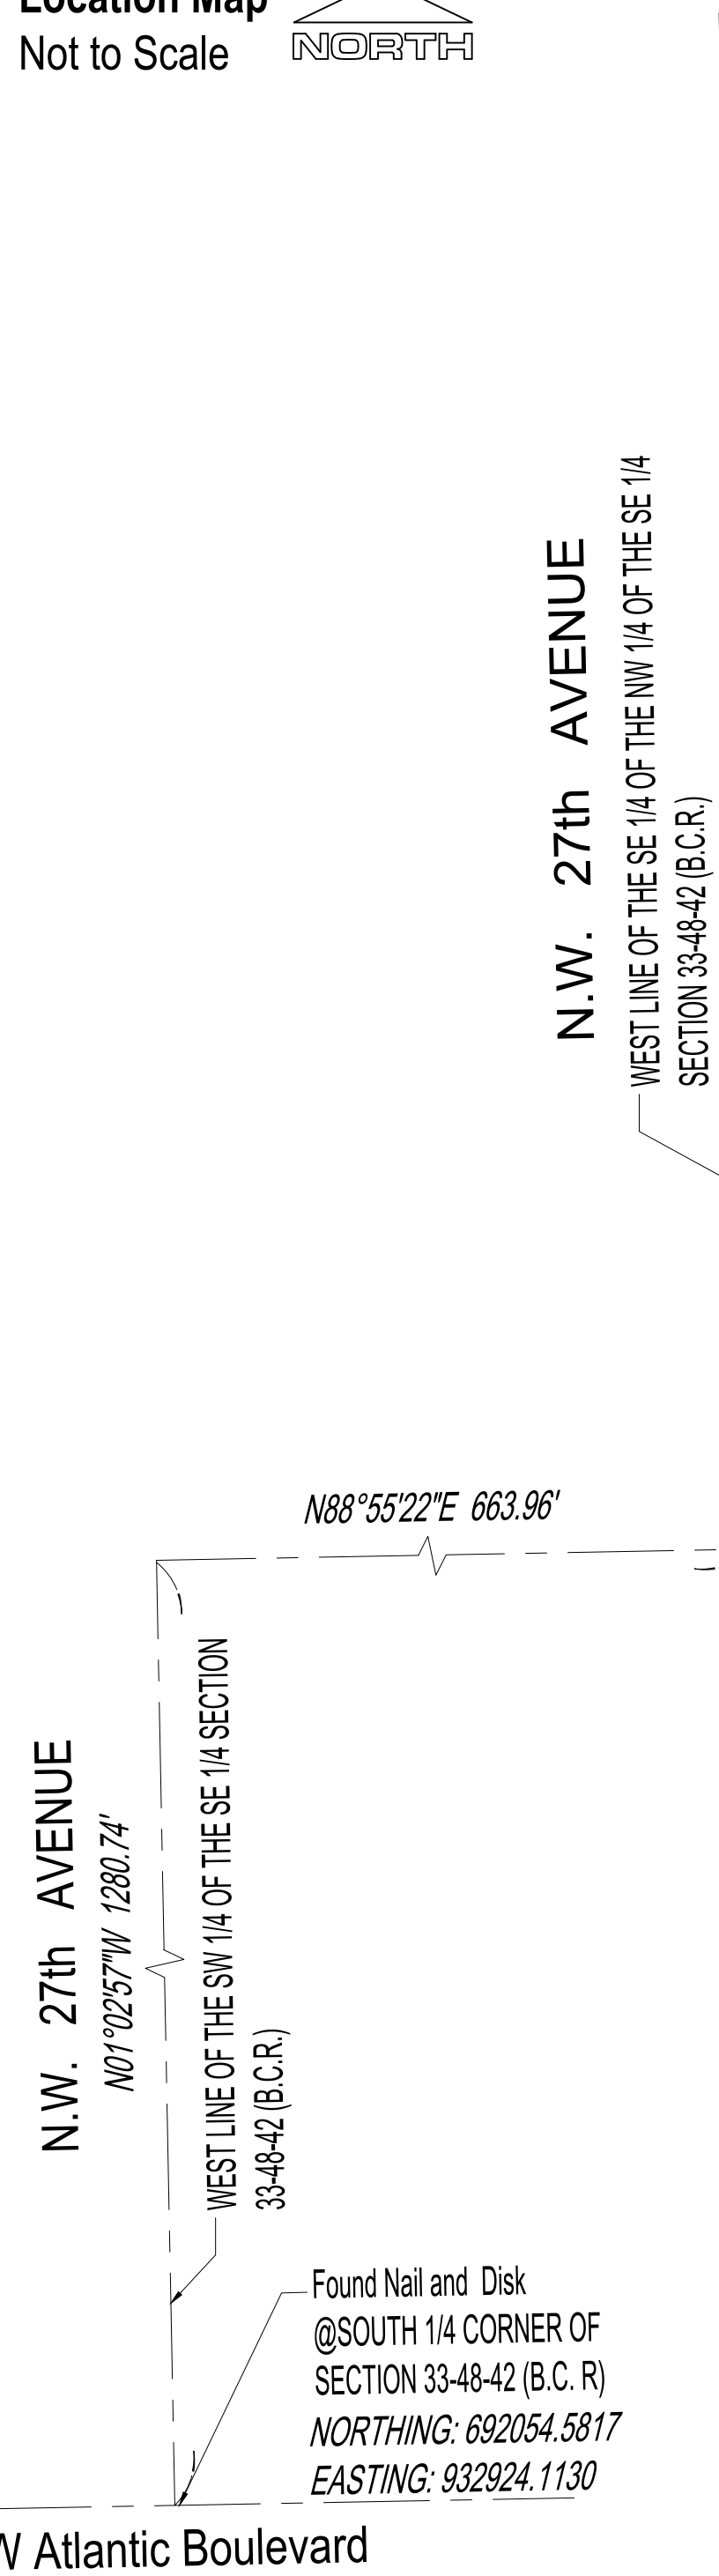 Location Map
Not to Scale
NORTH
N.W. 27th AVENUE
WEST LINE OF THE SE 1/4 OF THE NW 1/4 OF THE SE 1/4
SECTION 33-48-42 (B.C.R.)
N88°55'22"E 663.96'
N.W. 27th AVENUE
N01°02'57"W 1280.74'
WEST LINE OF THE SW 1/4 OF THE SE 1/4 SECTION
33-48-42 (B.C.R.)
Found Nail and Disk
@SOUTH 1/4 CORNER OF
SECTION 33-48-42 (B.C. R)
NORTHING: 692054.5817
EASTING: 932924.1130
W Atlantic Boulevard